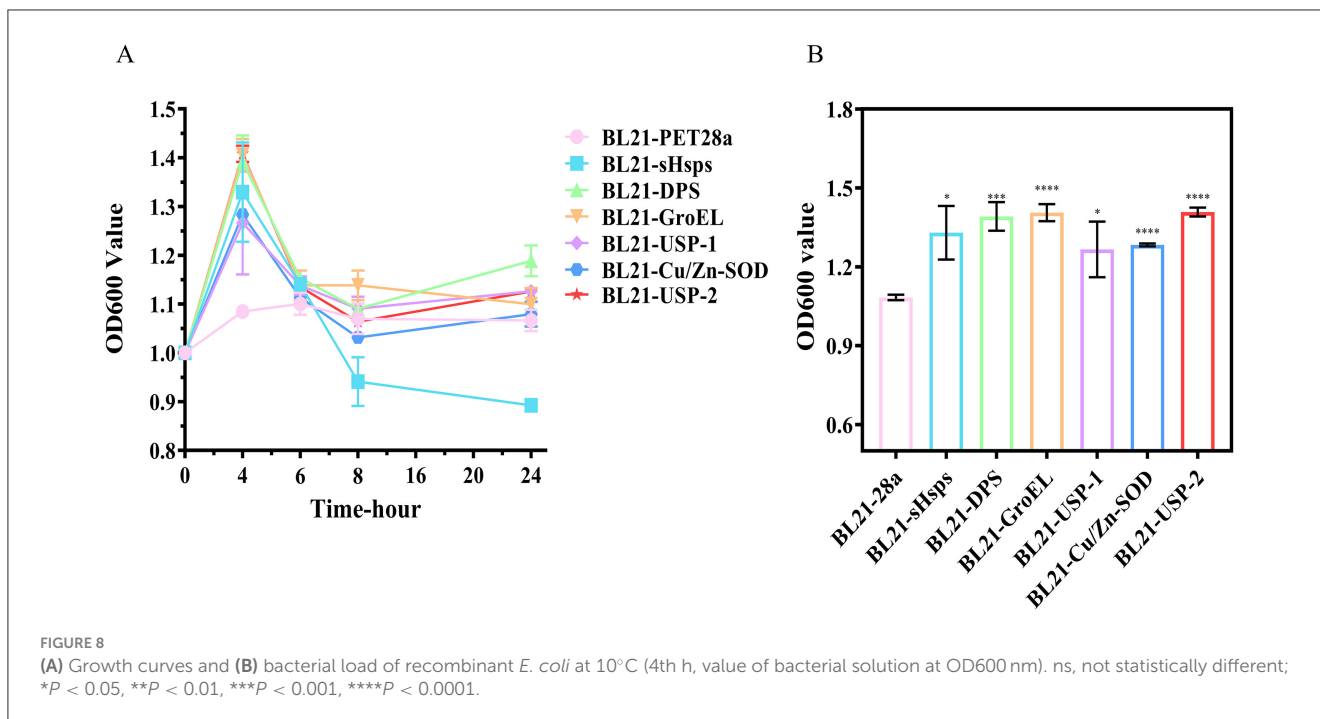 A
1.5
1.4
1.3
1.2
1.1
1.0
0.9
0.8
OD600 Value
0
4
6
8
16
20
24
Time-hour
BL21-PET28a
BL21-sHsps
BL21-DPS
BL21-GroEL
BL21-USP-1
BL21-Cu/Zn-SOD
BL21-USP-2
B
1.8
1.5
1.2
0.9
0.6
OD600 value
*
***
****
*
****
****
BL21-28a
BL21-sHsps
BL21-DPS
BL21-GroEL
BL21-USP-1
BL21-Cu/Zn-SOD
BL21-USP-2
FIGURE 8
(A) Growth curves and (B) bacterial load of recombinant E. coli at 10°C (4th h, value of bacterial solution at OD600 nm). ns, not statistically different;
*P < 0.05, **P < 0.01, ***P < 0.001, ****P < 0.0001.